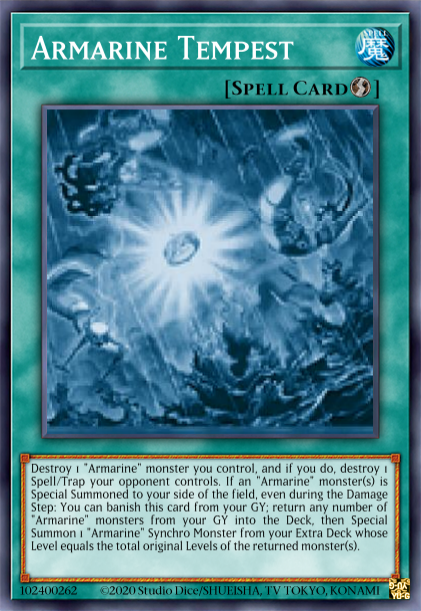 Armarine Tempest
SPELL
魔
[Spell Card]
Destroy 1 "Armarine" monster you control, and if you do, destroy 1
Spell/Trap your opponent controls. If an "Armarine" monster(s) is
Special Summoned to your side of the field, even during the Damage
Step: You can banish this card from your GY; return any number of
"Armarine" monsters from your GY into the Deck, then Special
Summon 1 "Armarine" Synchro Monster from your Extra Deck whose
Level equals the total original Levels of the returned monster(s).
102400262 ©2020 Studio Dice/SHUEISHA, TV TOKYO, KONAMI